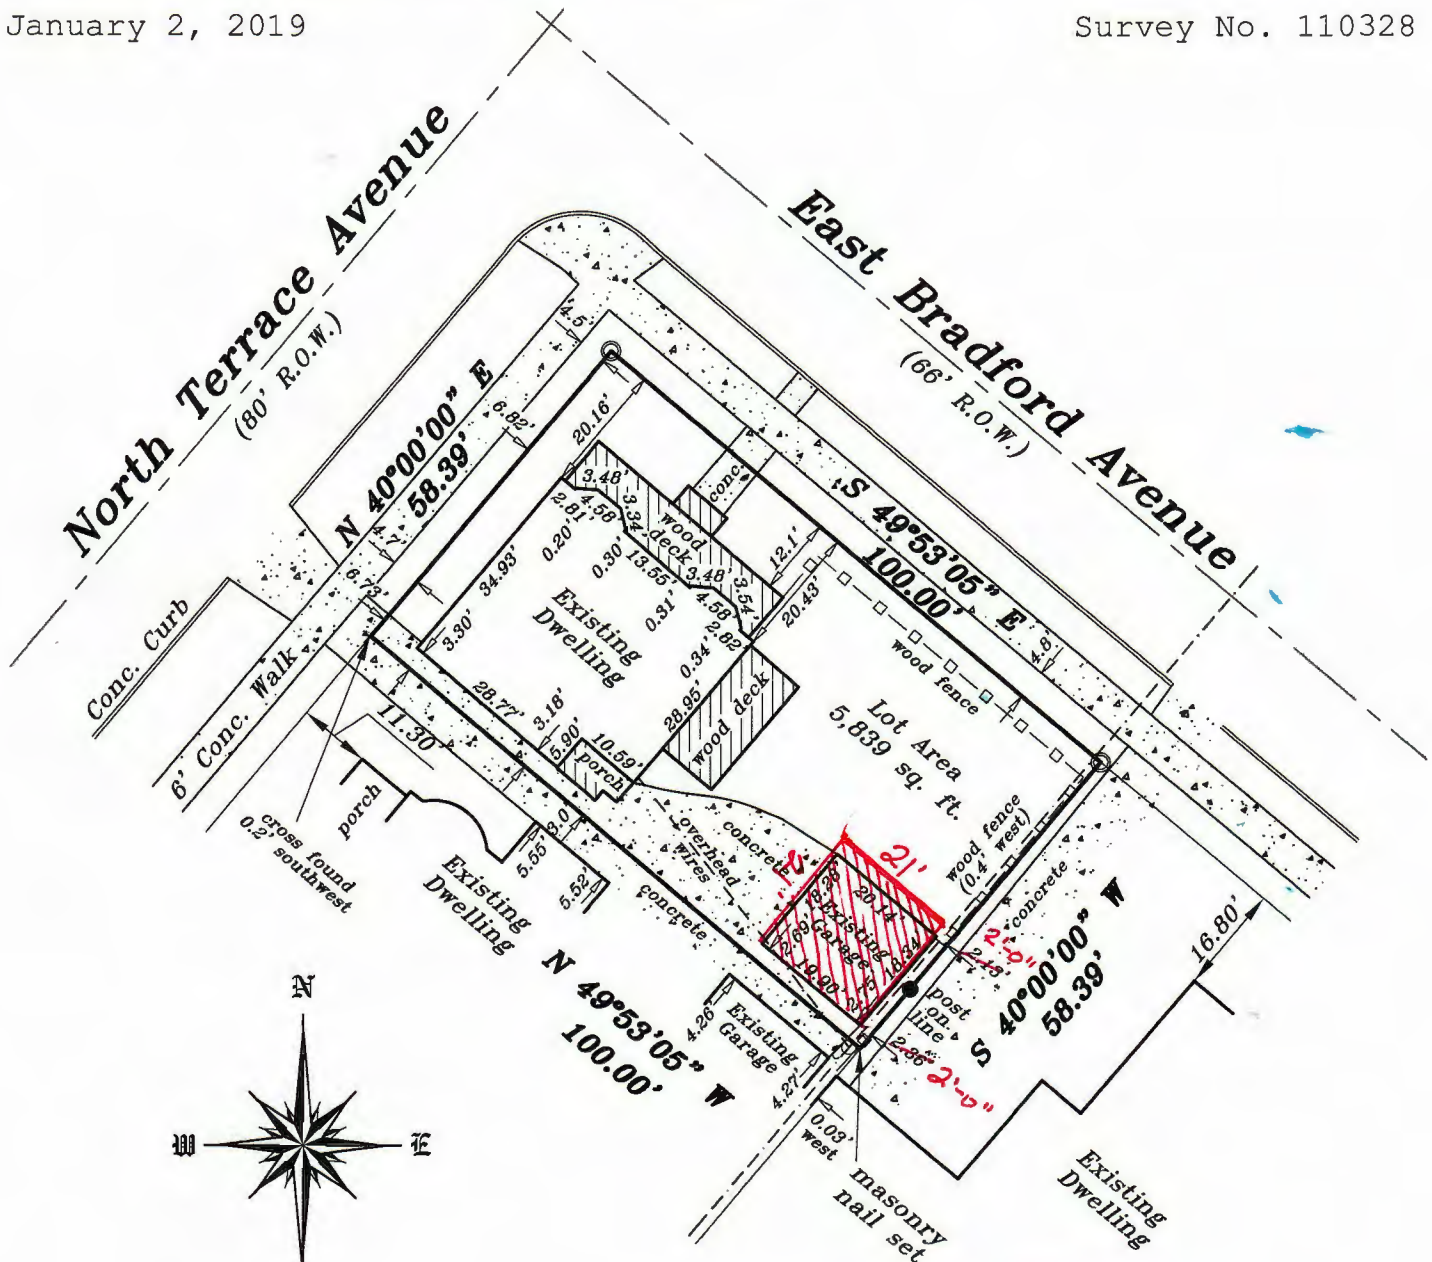 January 2, 2019
Survey No. 110328
North Terrace Avenue
(80' R.O.W.)
East Bradford Avenue
(66' R.O.W.)
4.5'
N 40°00'00" E
58.39'
6.82'
4.7'
6.73'
20.16'
S 49°53'05" E
100.00'
4.8'
conc.
wood
deck
3.48'
3.34'
2.81'
4.58'
0.20'
0.30'
13.55'
0.31'
3.48'
3.54'
4.58'
2.82'
0.34'
12.1'
20.43'
34.93'
3.30'
Existing
Dwelling
28.95'
wood deck
wood fence
Lot Area
5,839 sq. ft.
28.77'
3.18'
5.90'
10.59'
porch
Conc. Curb
6' Conc. Walk
11.30'
porch
cross found
0.2' southwest
Existing
Dwelling
3.0'
5.55'
5.52'
concrete
overhead
wires
concrete
21'
18.28'
20.14'
Existing
Garage
2.69'
19.90'
18.34'
wood fence
(0.4' west)
concrete
2'-0"
2.13'
post
on
line
S 40°00'00" W
58.39'
16.80'
2'-0"
N 49°53'05" W
100.00'
4.26'
Existing
Garage
4.27'
0.03'
west
masonry
nail set
Existing
Dwelling
N
W
E